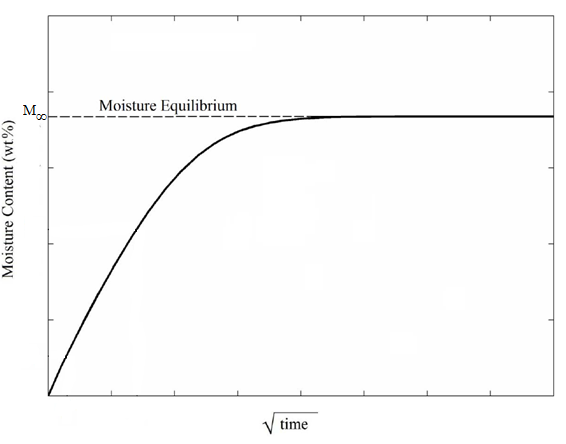 Moisture Equilibrium
M∞
Moisture Content (wt%)
√time